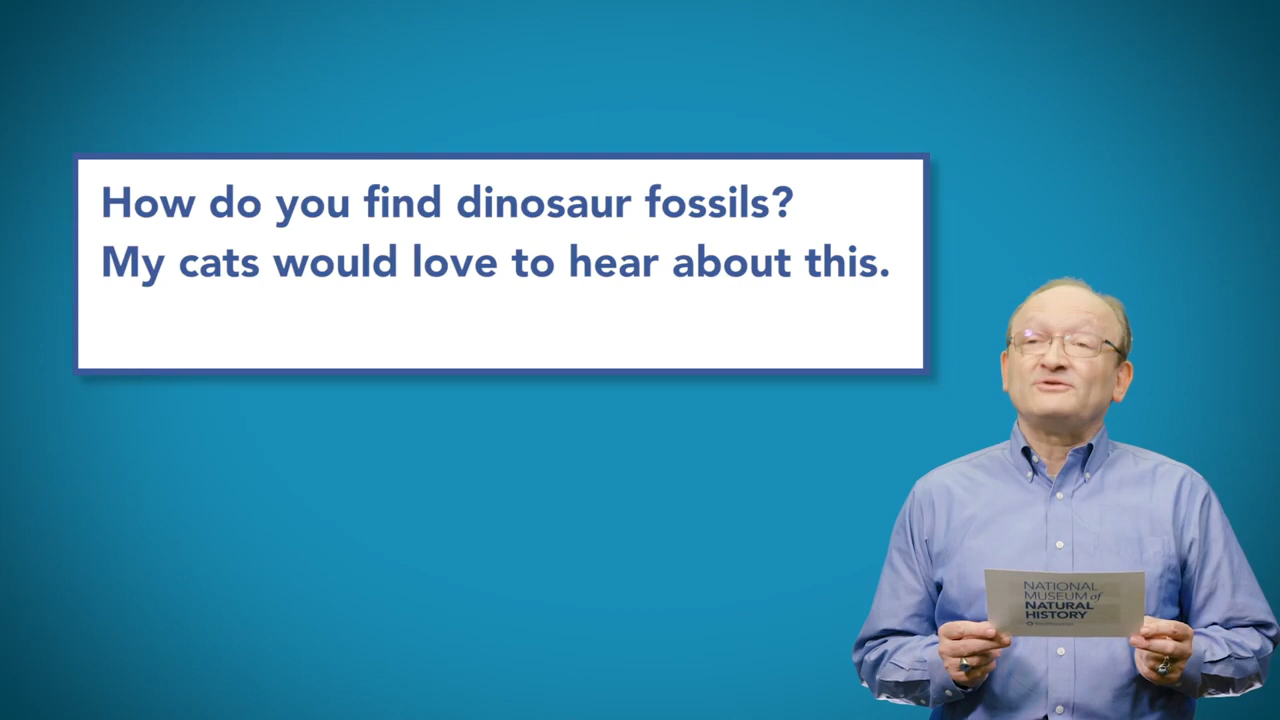 How do you find dinosaur fossils?
My cats would love to hear about this.
NATIONAL
MUSEUM of
NATURAL
HISTORY
Smithsonian